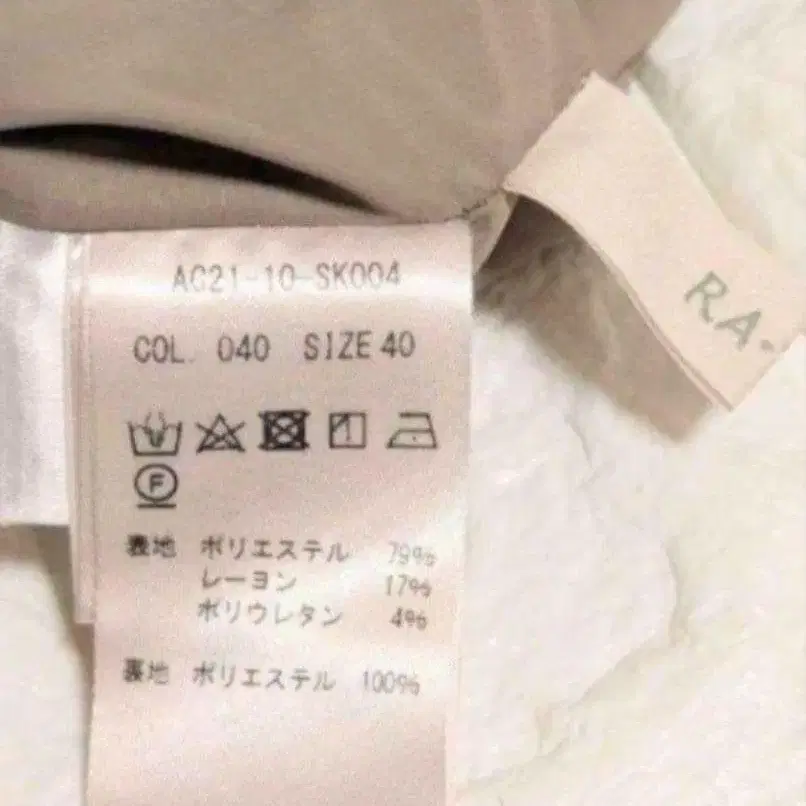 AC21-10-SK004
COL. 040 SIZE 40
F
表地 ポリエステル 79%
レーヨン 17%
ポリウレタン 4%
裏地 ポリエステル 100%
RA-